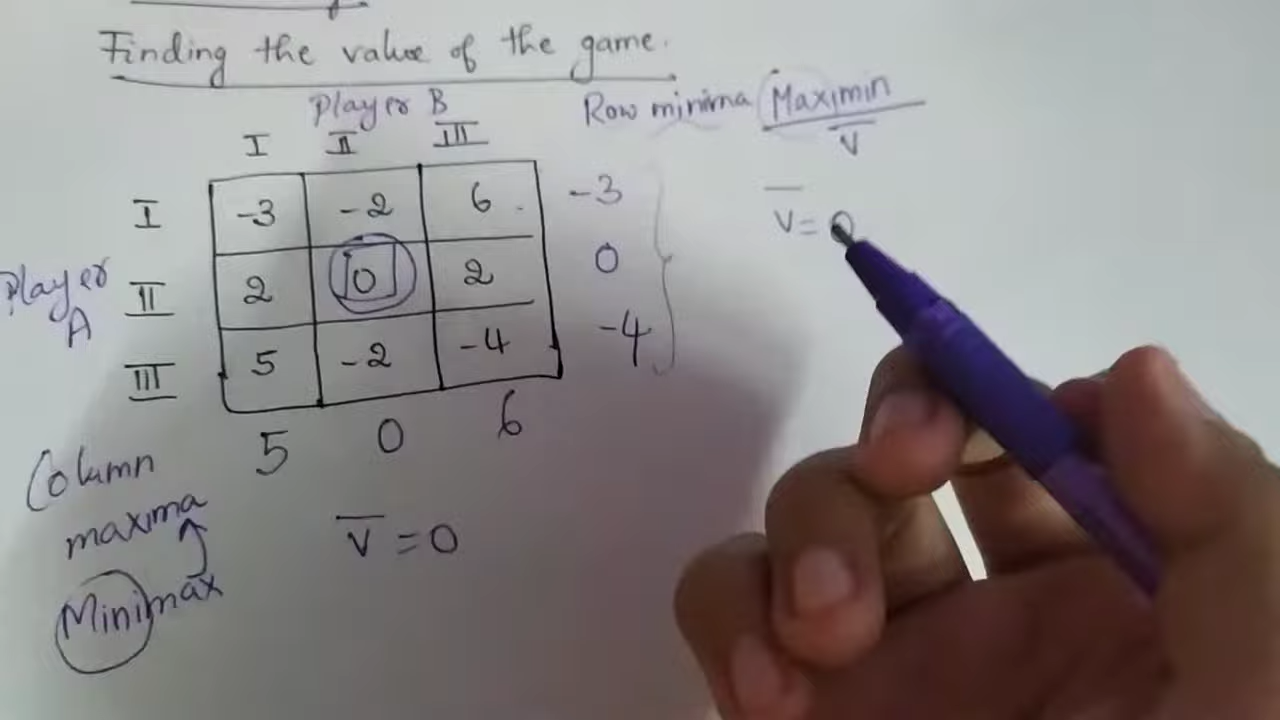 Finding the value of the game.
Player B Row minima Maximin
I II III V̅
I -3 -2 6 -3 V̅ = 0
Player A II 2 0 2 0
III 5 -2 -4 -4
5 0 6
Column maxima
Minimax V̅ = 0